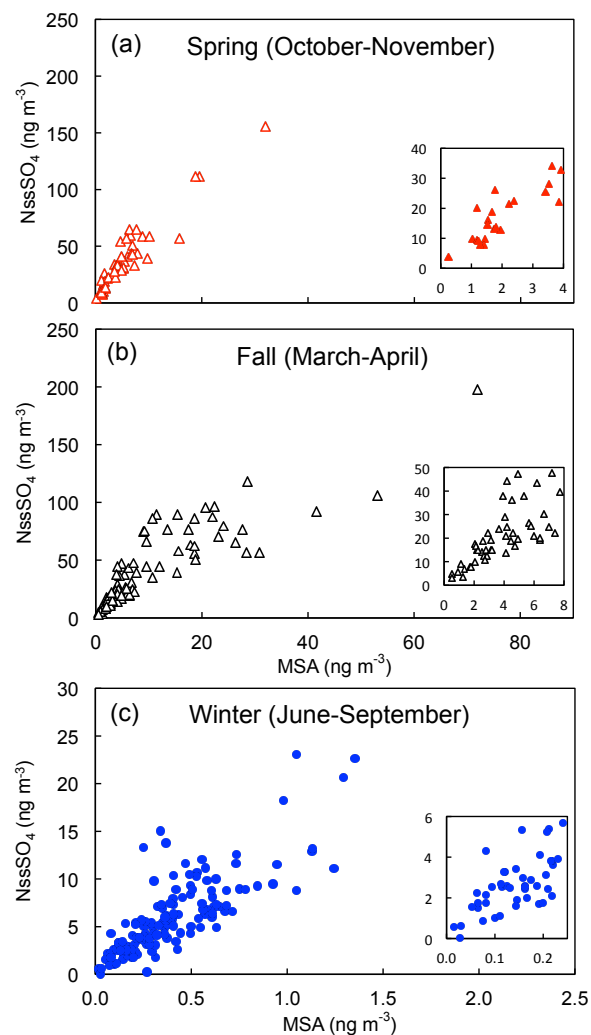 (a) Spring (October-November)
NssSO4 (ng m-3)
250
200
150
100
50
0
40
30
20
10
0
0 1 2 3 4
(b) Fall (March-April)
NssSO4 (ng m-3)
250
200
150
100
50
0
50
40
30
20
10
0
0 2 4 6 8
0 20 40 60 80
MSA (ng m-3)
(c) Winter (June-September)
NssSO4 (ng m-3)
30
25
20
15
10
5
0
6
4
2
0
0.0 0.1 0.2
0.0 0.5 1.0 1.5 2.0 2.5
MSA (ng m-3)